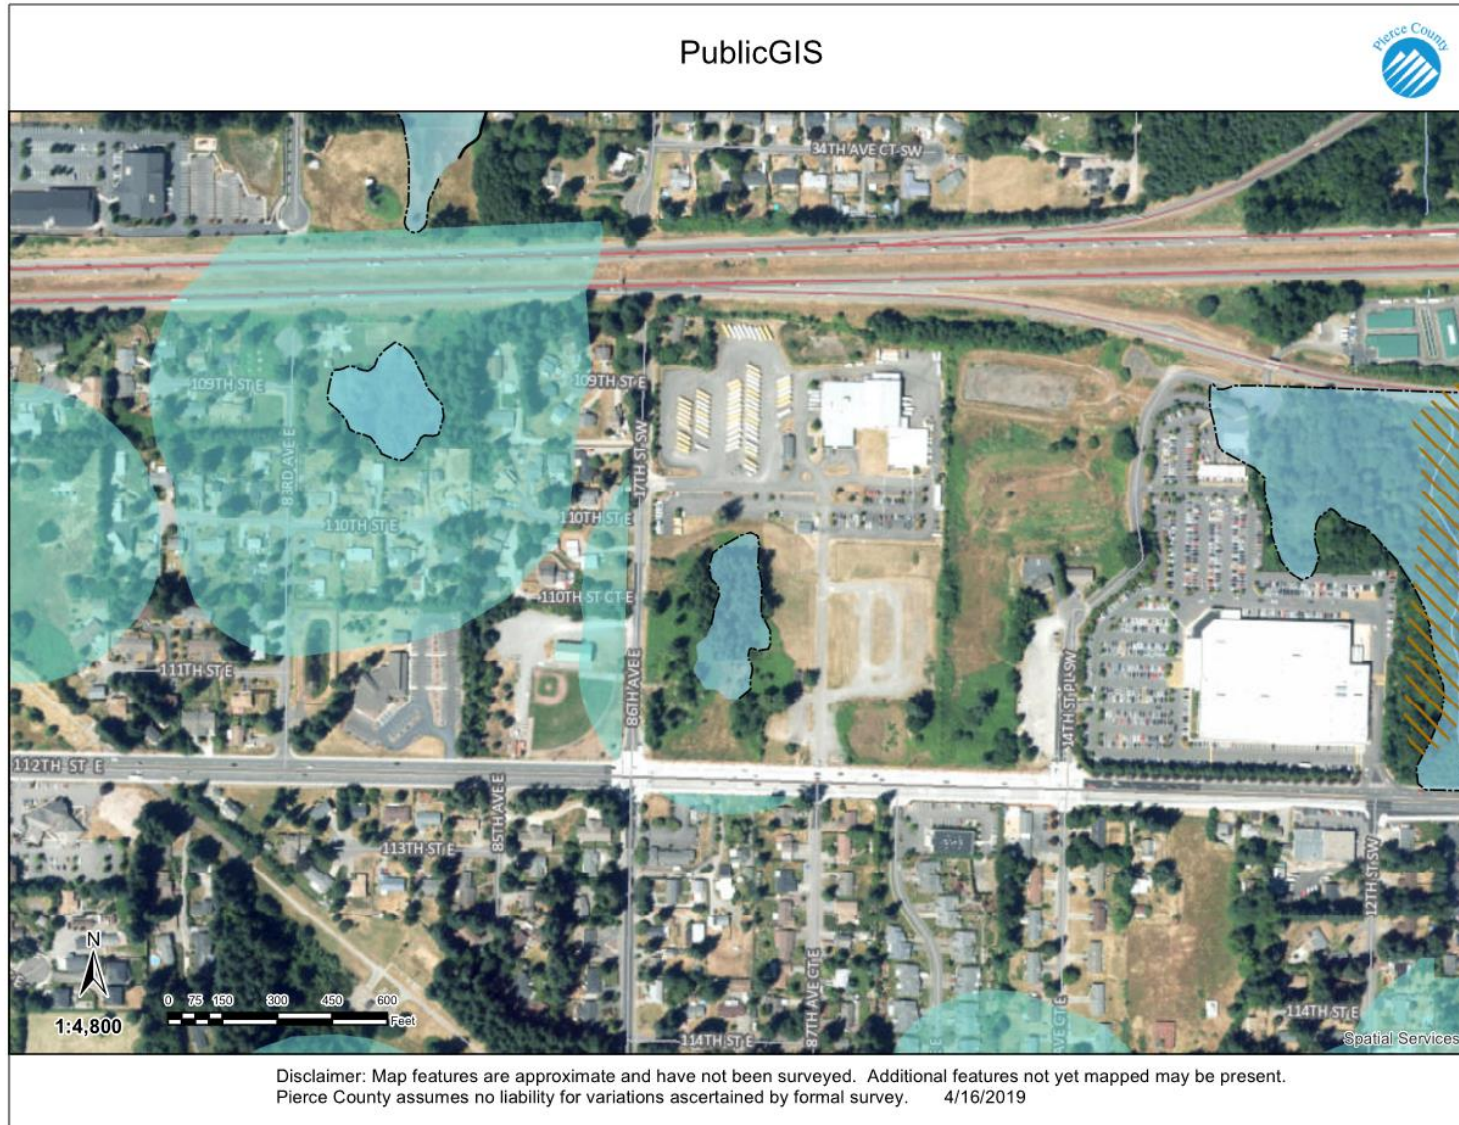 PublicGIS
Pierce County
34TH AVE CT SW
109TH ST E
109TH ST E
83RD AVE E
17TH ST SW
110TH ST E
110TH ST E
110TH ST CT E
111TH ST E
86TH AVE E
14TH ST PL SW
112TH ST E
85TH AVE E
113TH ST E
12TH ST SW
87TH AVE CT E
AVE CT E
114TH ST E
114TH ST E
N
0 75 150 300 450 600
Feet
1:4,800
Spatial Services
Disclaimer: Map features are approximate and have not been surveyed. Additional features not yet mapped may be present.
Pierce County assumes no liability for variations ascertained by formal survey. 4/16/2019